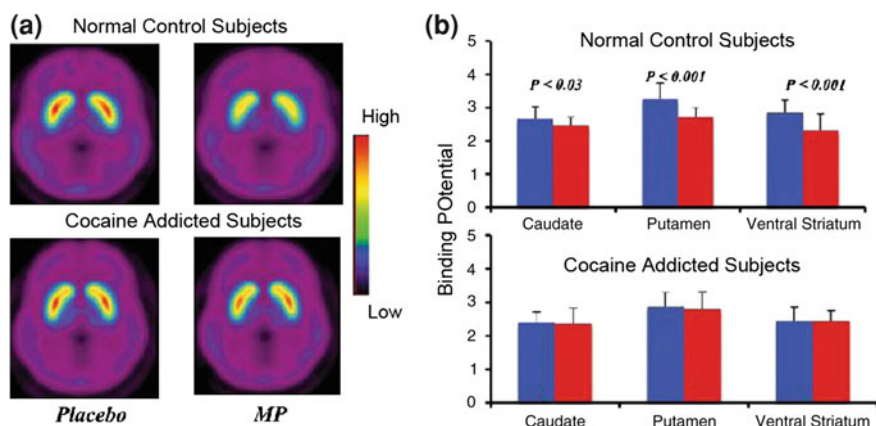 (a)
Normal Control Subjects
High
Low
Cocaine Addicted Subjects
Placebo
MP
(b)
Normal Control Subjects
Binding POtential
5
4
3
2
1
0
P < 0.03
P < 0.001
P < 0.001
Caudate
Putamen
Ventral Striatum
Cocaine Addicted Subjects
5
4
3
2
1
0
Caudate
Putamen
Ventral Striatum